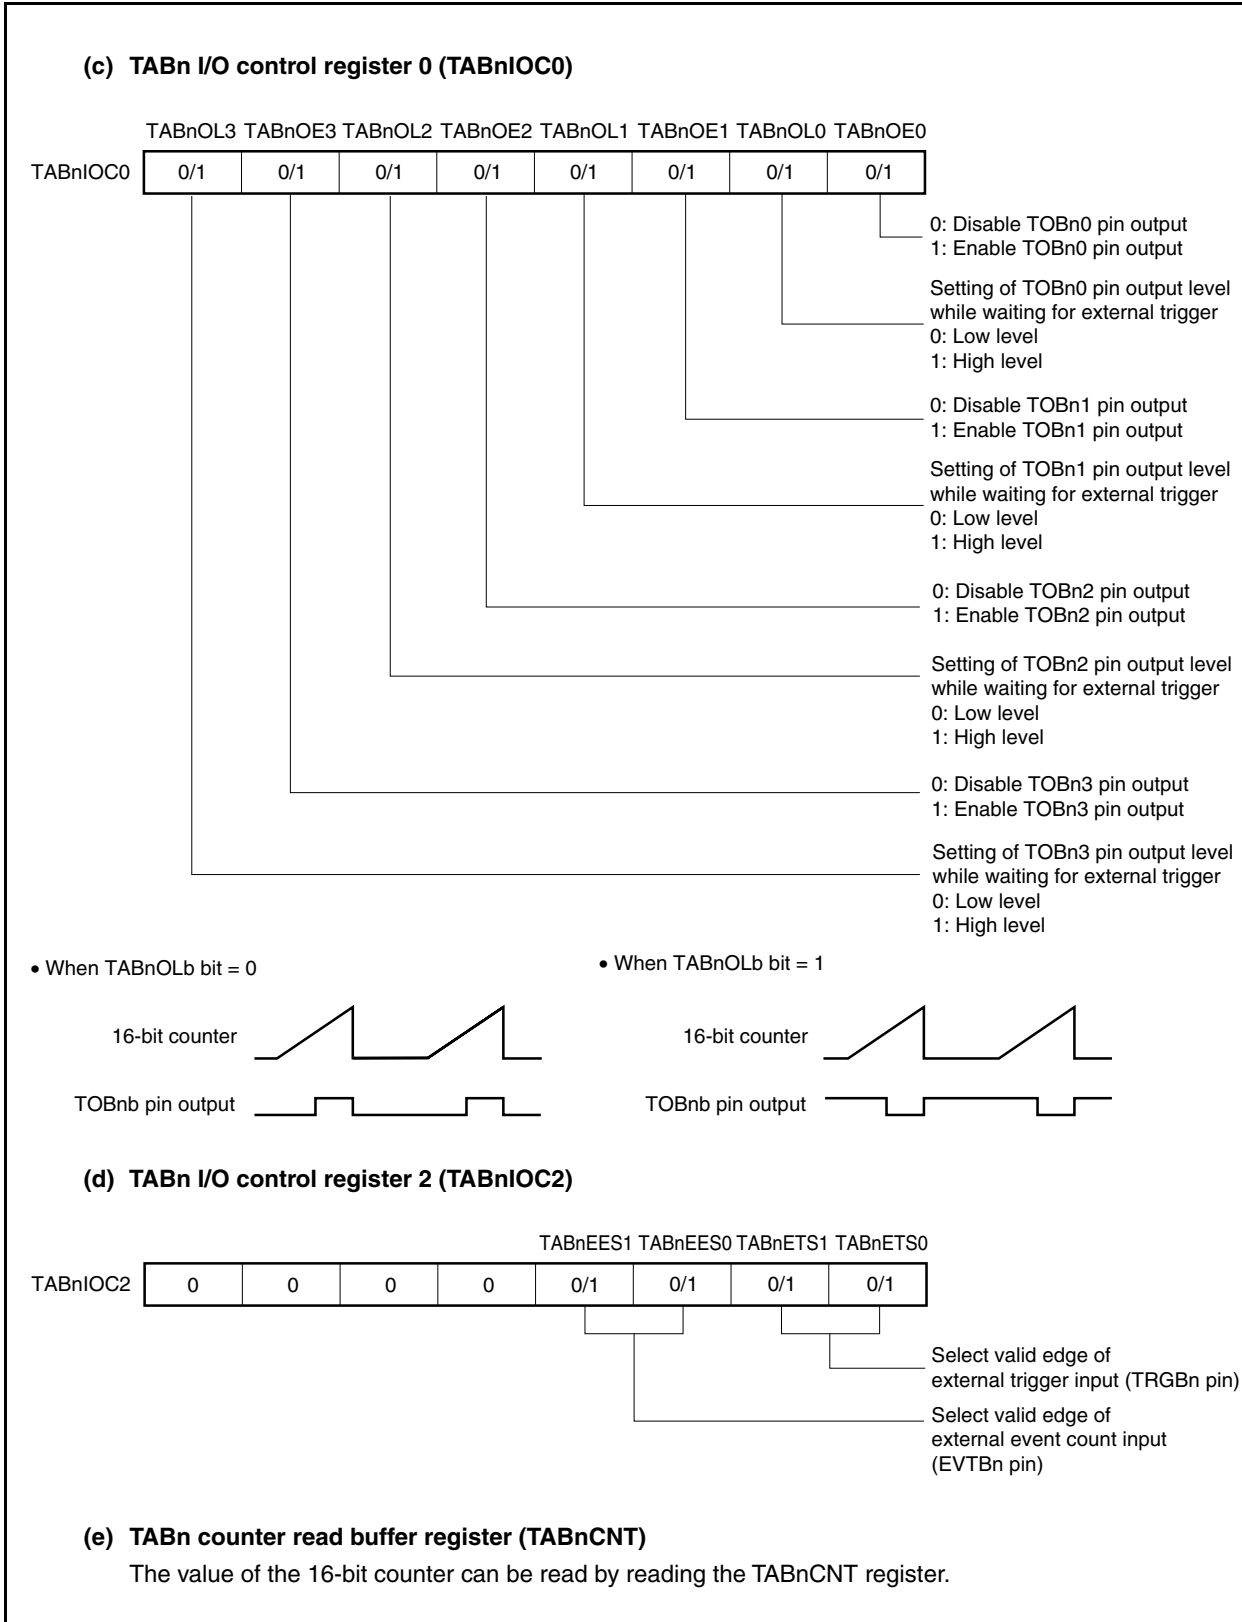 (c) TABn I/O control register 0 (TABnIOC0)
TABnOL3 TABnOE3 TABnOL2 TABnOE2 TABnOL1 TABnOE1 TABnOL0 TABnOE0
TABnIOC0 0/1 0/1 0/1 0/1 0/1 0/1 0/1 0/1
0: Disable TOBn0 pin output
1: Enable TOBn0 pin output
Setting of TOBn0 pin output level
while waiting for external trigger
0: Low level
1: High level
0: Disable TOBn1 pin output
1: Enable TOBn1 pin output
Setting of TOBn1 pin output level
while waiting for external trigger
0: Low level
1: High level
0: Disable TOBn2 pin output
1: Enable TOBn2 pin output
Setting of TOBn2 pin output level
while waiting for external trigger
0: Low level
1: High level
0: Disable TOBn3 pin output
1: Enable TOBn3 pin output
Setting of TOBn3 pin output level
while waiting for external trigger
0: Low level
1: High level
• When TABnOLb bit = 0
16-bit counter
TOBnb pin output
• When TABnOLb bit = 1
16-bit counter
TOBnb pin output
(d) TABn I/O control register 2 (TABnIOC2)
TABnEES1 TABnEES0 TABnETS1 TABnETS0
TABnIOC2 0 0 0 0 0/1 0/1 0/1 0/1
Select valid edge of
external trigger input (TRGBn pin)
Select valid edge of
external event count input
(EVTBn pin)
(e) TABn counter read buffer register (TABnCNT)
The value of the 16-bit counter can be read by reading the TABnCNT register.